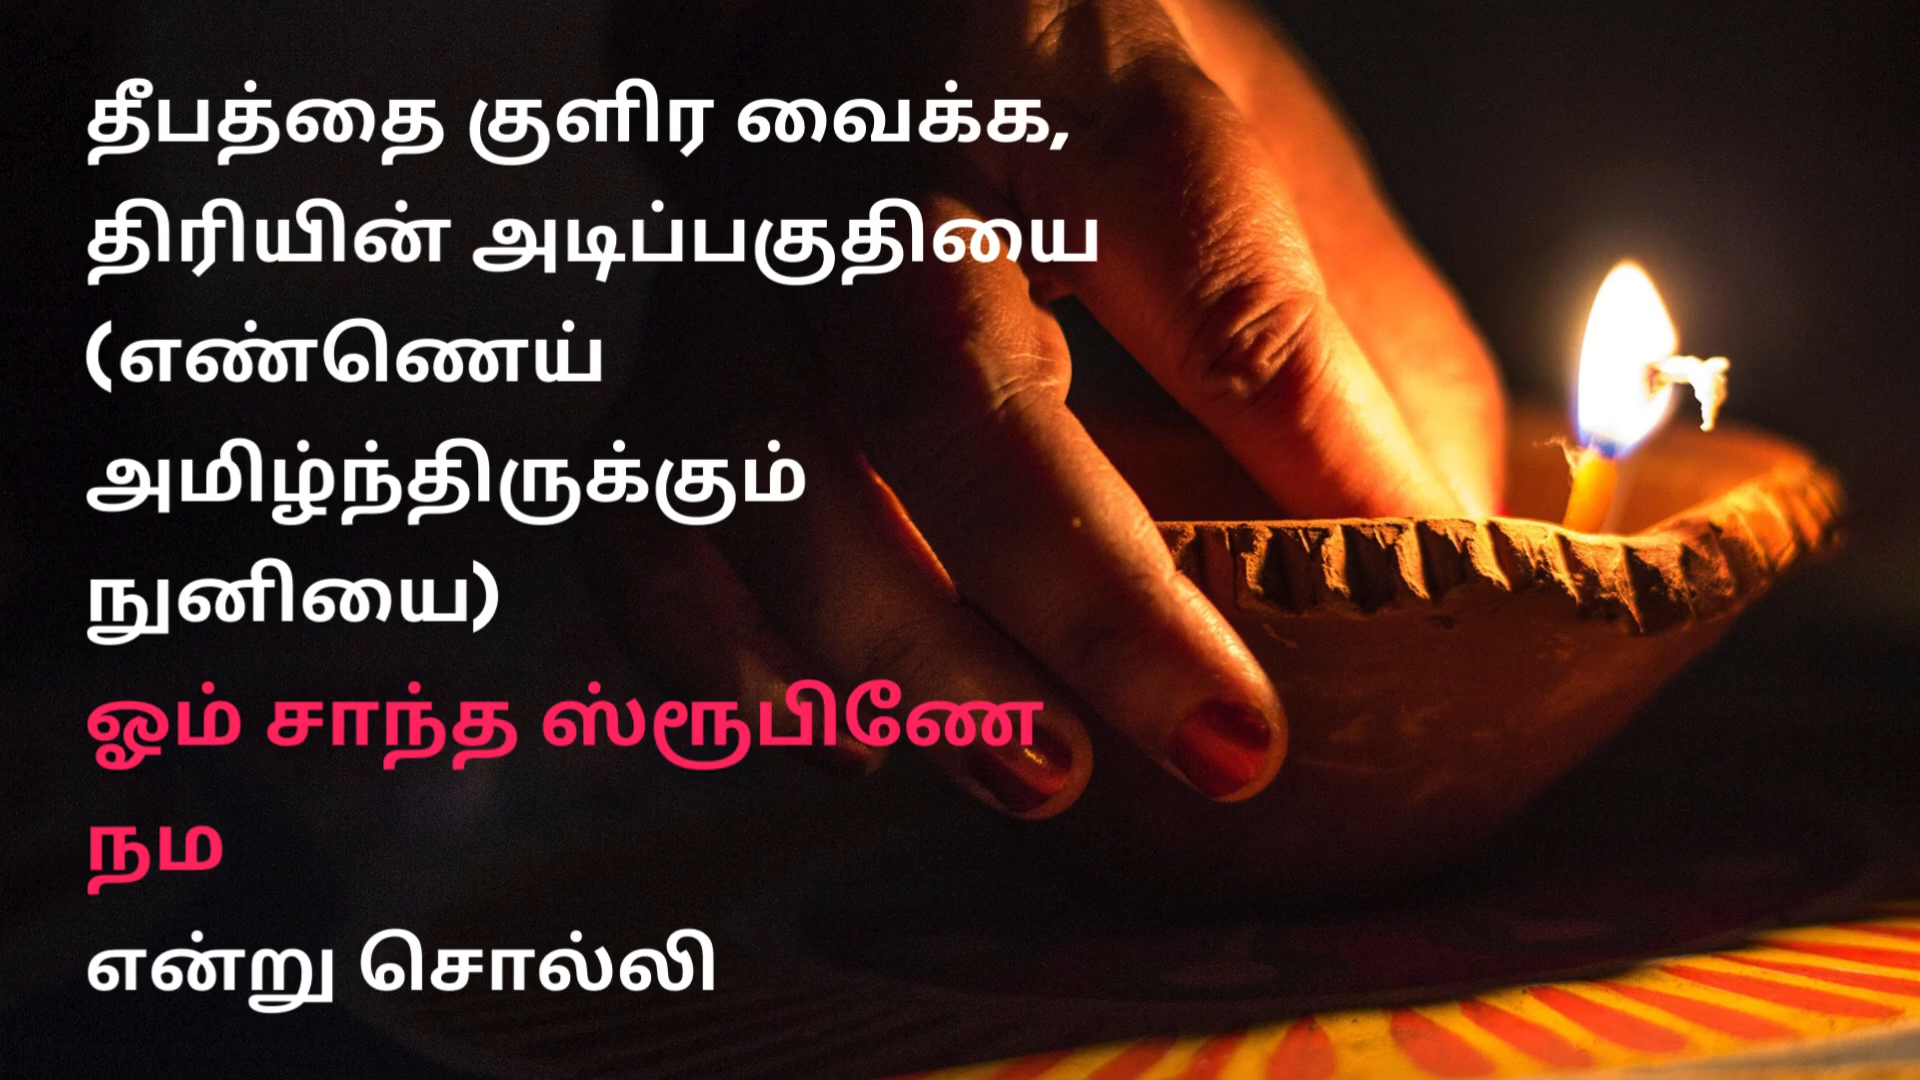 தீபத்தை குளிர வைக்க,
திரியின் அடிப்பகுதியை
(எண்ணெய்
அமிழ்ந்திருக்கும்
நுனியை)
ஓம் சாந்த ஸ்ரூபிணே
நம
என்று சொல்லி